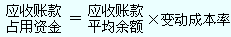 应收账款 = 应收账款 × 变动成本率
占用资金   平均余额